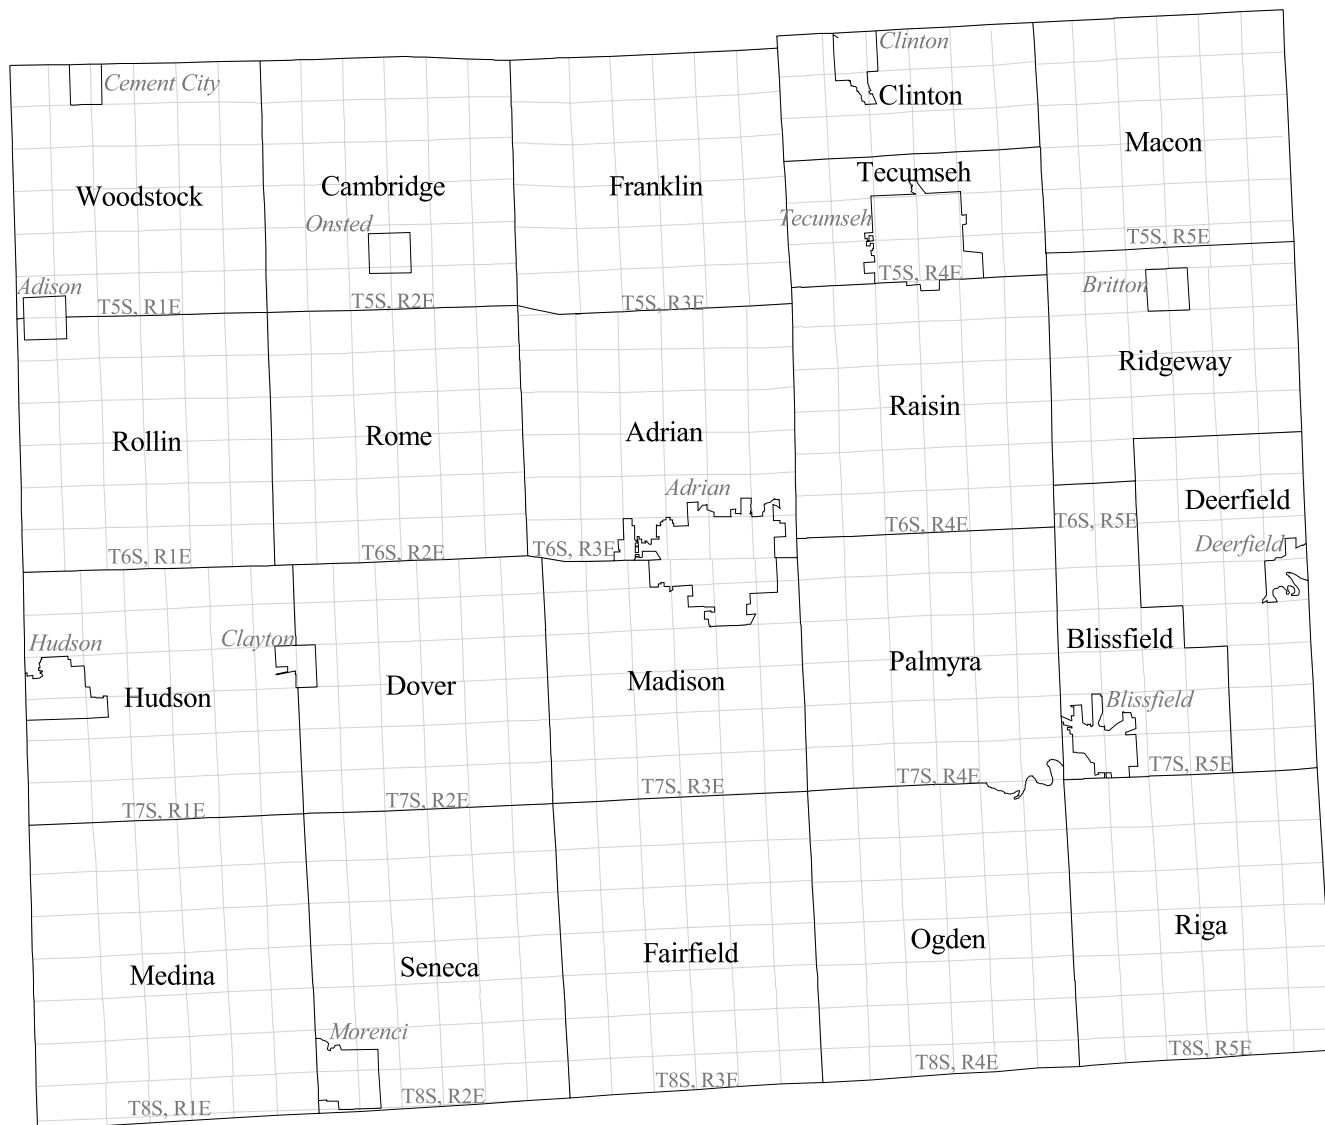 Clinton
Cement City
Clinton
Macon
Tecumseh
Cambridge
Franklin
Woodstock
Tecumseh
Onsted
T5S, R5E
T5S, R4E
Adison
Britton
T5S, R1E
T5S, R2E
T5S, R3E
Ridgeway
Raisin
Adrian
Rome
Rollin
Adrian
Deerfield
T6S, R4E
T6S, R5E
Deerfield
T6S, R1E
T6S, R2E
T6S, R3E
Hudson
Clayton
Blissfield
Palmyra
Madison
Dover
Hudson
Blissfield
T7S, R5E
T7S, R4E
T7S, R3E
T7S, R2E
T7S, R1E
Riga
Ogden
Fairfield
Seneca
Medina
Morenci
T8S, R5E
T8S, R4E
T8S, R3E
T8S, R2E
T8S, R1E